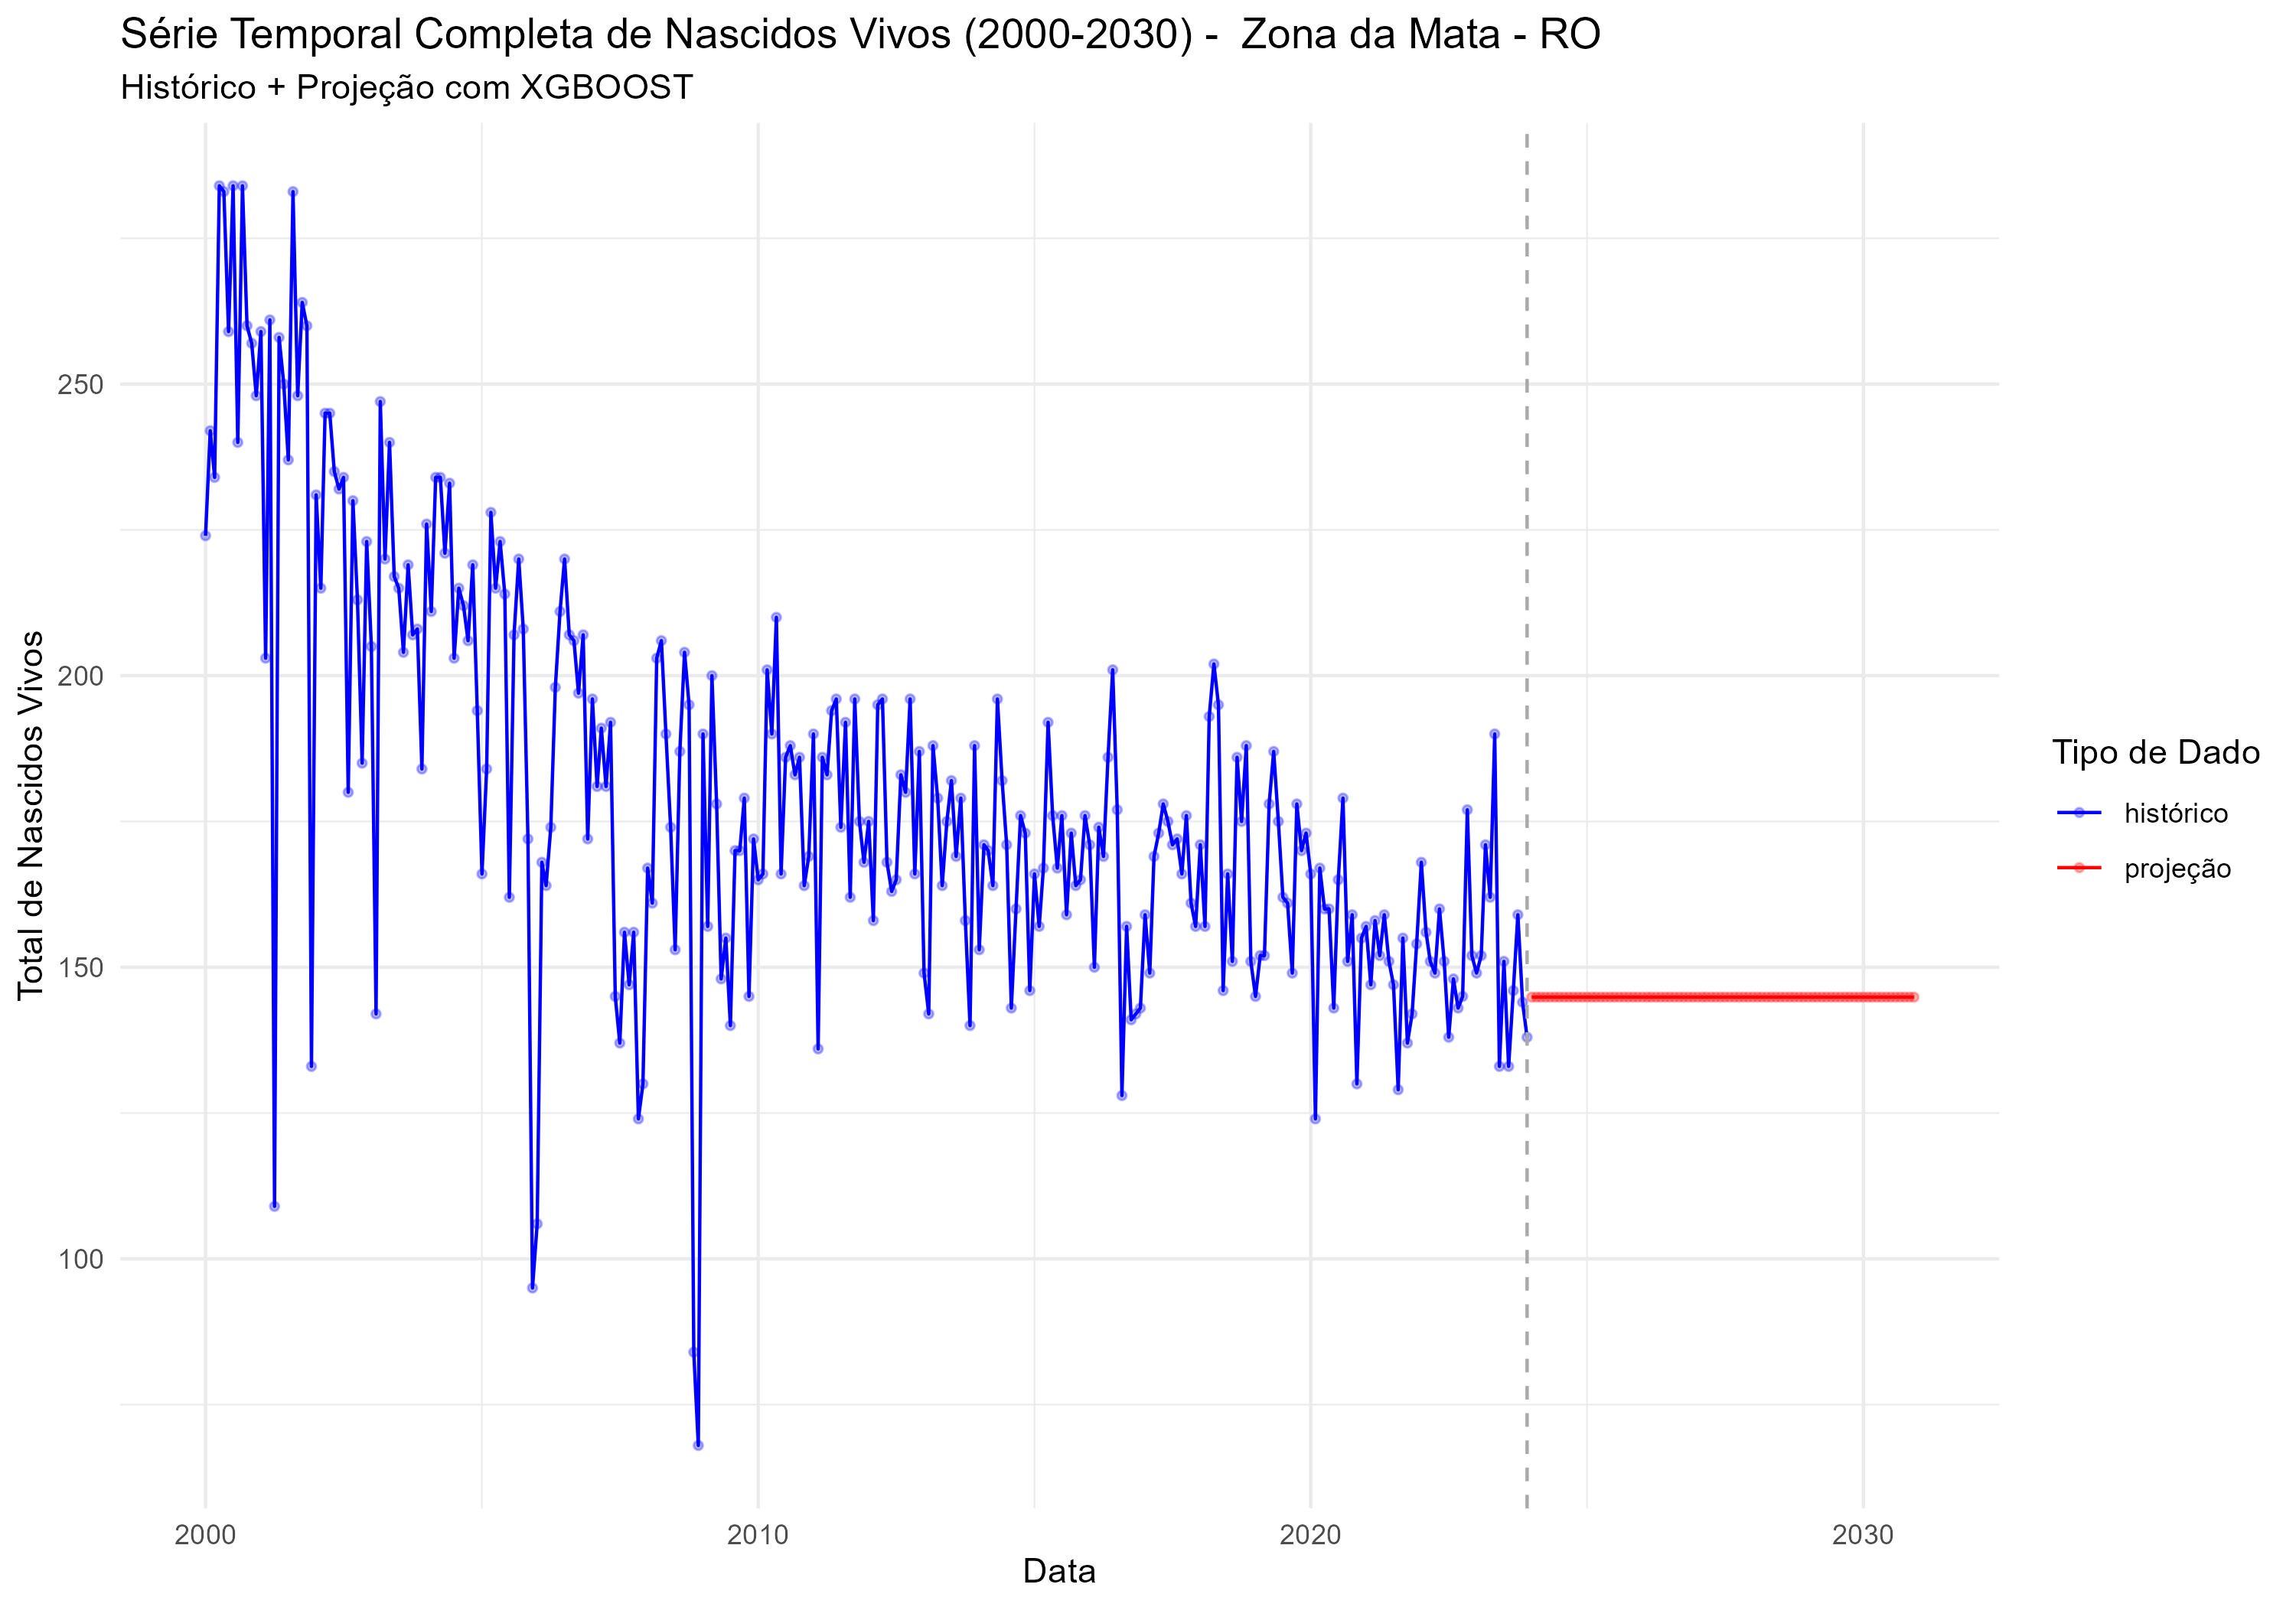 Série Temporal Completa de Nascidos Vivos (2000-2030) -  Zona da Mata - RO
Histórico + Projeção com XGBOOST
Total de Nascidos Vivos
250
200
150
100
2000
2010
2020
2030
Data
Tipo de Dado
histórico
projeção